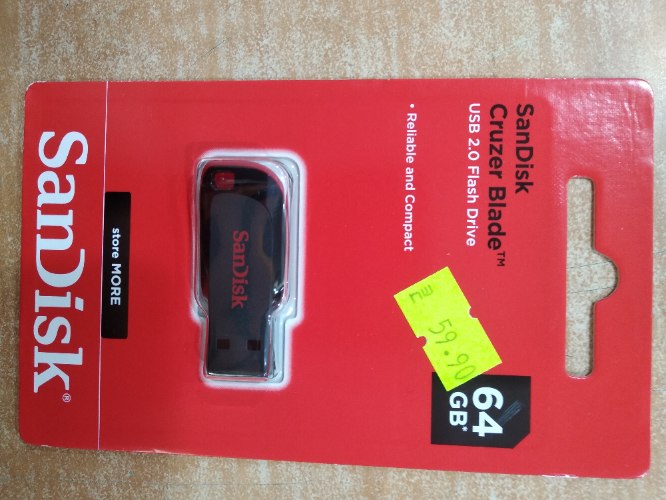 SanDisk
Cruzer Blade™
USB 2.0 Flash Drive
• Reliable and Compact
59.90
64
GB*
SanDisk
store MORE
SanDisk®